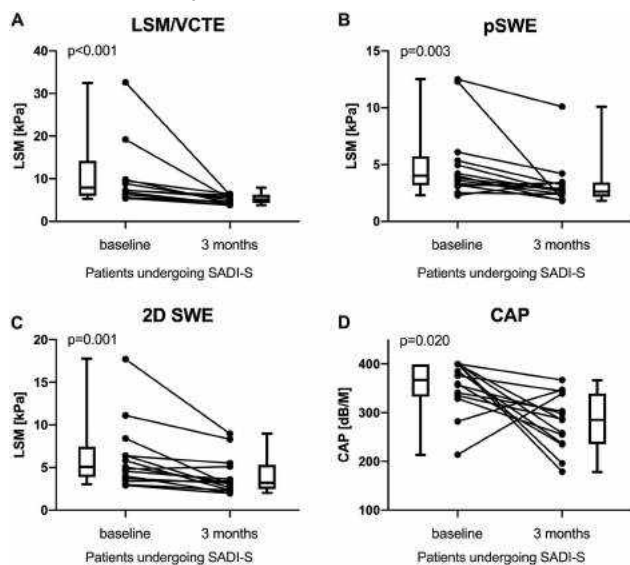 A
LSM/VCTE
p<0.001
40
30
20
10
0
LSM [kPa]
baseline
3 months
Patients undergoing SADI-S
B
pSWE
p=0.003
15
10
5
0
LSM [kPa]
baseline
3 months
Patients undergoing SADI-S
C
2D SWE
p=0.001
20
15
10
5
0
LSM [kPa]
baseline
3 months
Patients undergoing SADI-S
D
CAP
p=0.020
400
300
200
100
CAP [dB/M]
baseline
3 months
Patients undergoing SADI-S